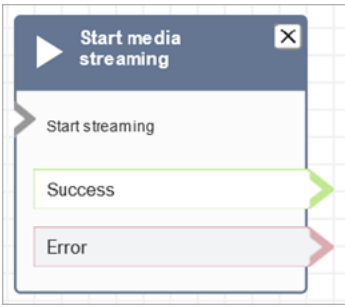 Start media
streaming
Start streaming
Success
Error